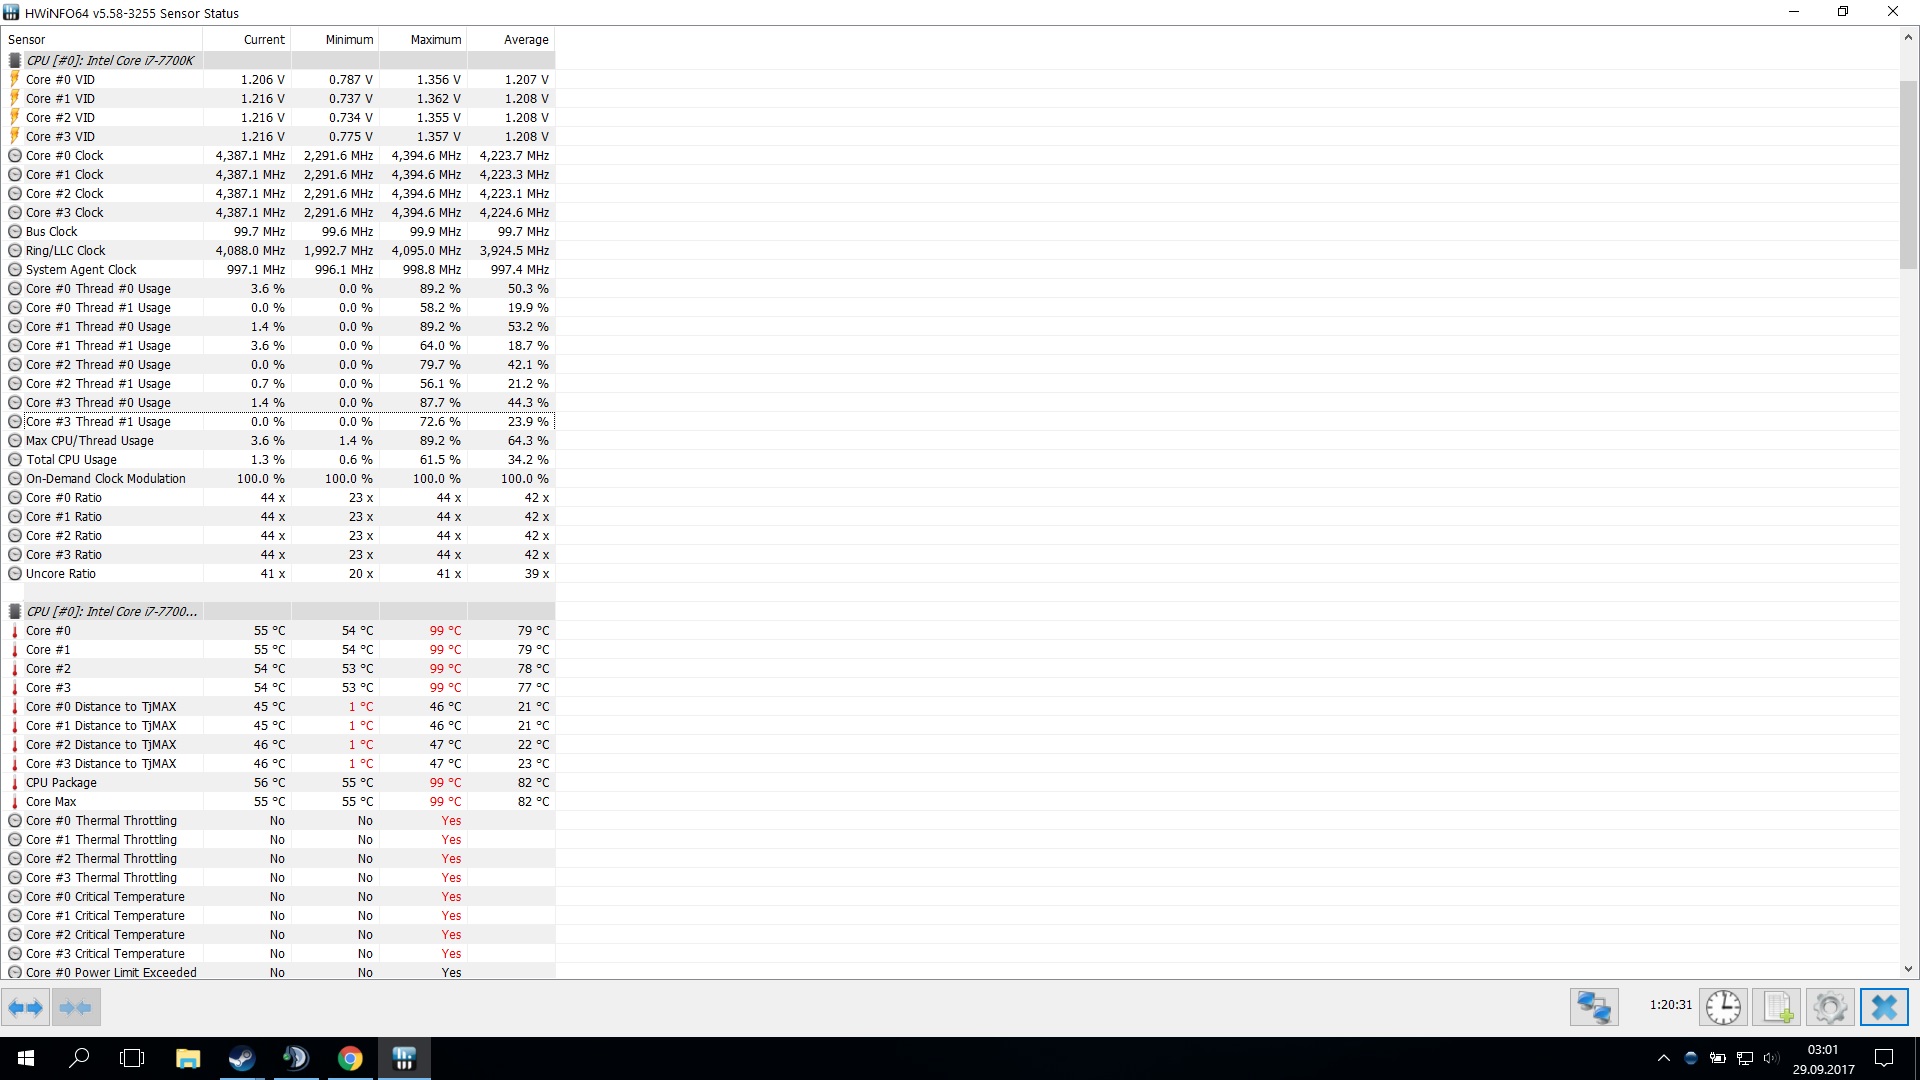 HWiNFO64 v5.58-3255 Sensor Status
Sensor Current Minimum Maximum Average
CPU [#0]: Intel Core i7-7700K
Core #0 VID 1.206 V 0.787 V 1.356 V 1.207 V
Core #1 VID 1.216 V 0.737 V 1.362 V 1.208 V
Core #2 VID 1.216 V 0.734 V 1.355 V 1.208 V
Core #3 VID 1.216 V 0.775 V 1.357 V 1.208 V
Core #0 Clock 4,387.1 MHz 2,291.6 MHz 4,394.6 MHz 4,223.7 MHz
Core #1 Clock 4,387.1 MHz 2,291.6 MHz 4,394.6 MHz 4,223.3 MHz
Core #2 Clock 4,387.1 MHz 2,291.6 MHz 4,394.6 MHz 4,223.1 MHz
Core #3 Clock 4,387.1 MHz 2,291.6 MHz 4,394.6 MHz 4,224.6 MHz
Bus Clock 99.7 MHz 99.6 MHz 99.9 MHz 99.7 MHz
Ring/LLC Clock 4,088.0 MHz 1,992.7 MHz 4,095.0 MHz 3,924.5 MHz
System Agent Clock 997.1 MHz 996.1 MHz 998.8 MHz 997.4 MHz
Core #0 Thread #0 Usage 3.6 % 0.0 % 89.2 % 50.3 %
Core #0 Thread #1 Usage 0.0 % 0.0 % 58.2 % 19.9 %
Core #1 Thread #0 Usage 1.4 % 0.0 % 89.2 % 53.2 %
Core #1 Thread #1 Usage 3.6 % 0.0 % 64.0 % 18.7 %
Core #2 Thread #0 Usage 0.0 % 0.0 % 79.7 % 42.1 %
Core #2 Thread #1 Usage 0.7 % 0.0 % 56.1 % 21.2 %
Core #3 Thread #0 Usage 1.4 % 0.0 % 87.7 % 44.3 %
Core #3 Thread #1 Usage 0.0 % 0.0 % 72.6 % 23.9 %
Max CPU/Thread Usage 3.6 % 1.4 % 89.2 % 64.3 %
Total CPU Usage 1.3 % 0.6 % 61.5 % 34.2 %
On-Demand Clock Modulation 100.0 % 100.0 % 100.0 % 100.0 %
Core #0 Ratio 44 x 23 x 44 x 42 x
Core #1 Ratio 44 x 23 x 44 x 42 x
Core #2 Ratio 44 x 23 x 44 x 42 x
Core #3 Ratio 44 x 23 x 44 x 42 x
Uncore Ratio 41 x 20 x 41 x 39 x
CPU [#0]: Intel Core i7-7700...
Core #0 55 °C 54 °C 99 °C 79 °C
Core #1 55 °C 54 °C 99 °C 79 °C
Core #2 54 °C 53 °C 99 °C 78 °C
Core #3 54 °C 53 °C 99 °C 77 °C
Core #0 Distance to TjMAX 45 °C 1 °C 46 °C 21 °C
Core #1 Distance to TjMAX 45 °C 1 °C 46 °C 21 °C
Core #2 Distance to TjMAX 46 °C 1 °C 47 °C 22 °C
Core #3 Distance to TjMAX 46 °C 1 °C 47 °C 23 °C
CPU Package 56 °C 55 °C 99 °C 82 °C
Core Max 55 °C 55 °C 99 °C 82 °C
Core #0 Thermal Throttling No No Yes
Core #1 Thermal Throttling No No Yes
Core #2 Thermal Throttling No No Yes
Core #3 Thermal Throttling No No Yes
Core #0 Critical Temperature No No Yes
Core #1 Critical Temperature No No Yes
Core #2 Critical Temperature No No Yes
Core #3 Critical Temperature No No Yes
Core #0 Power Limit Exceeded No No Yes
1:20:31
03:01
29.09.2017